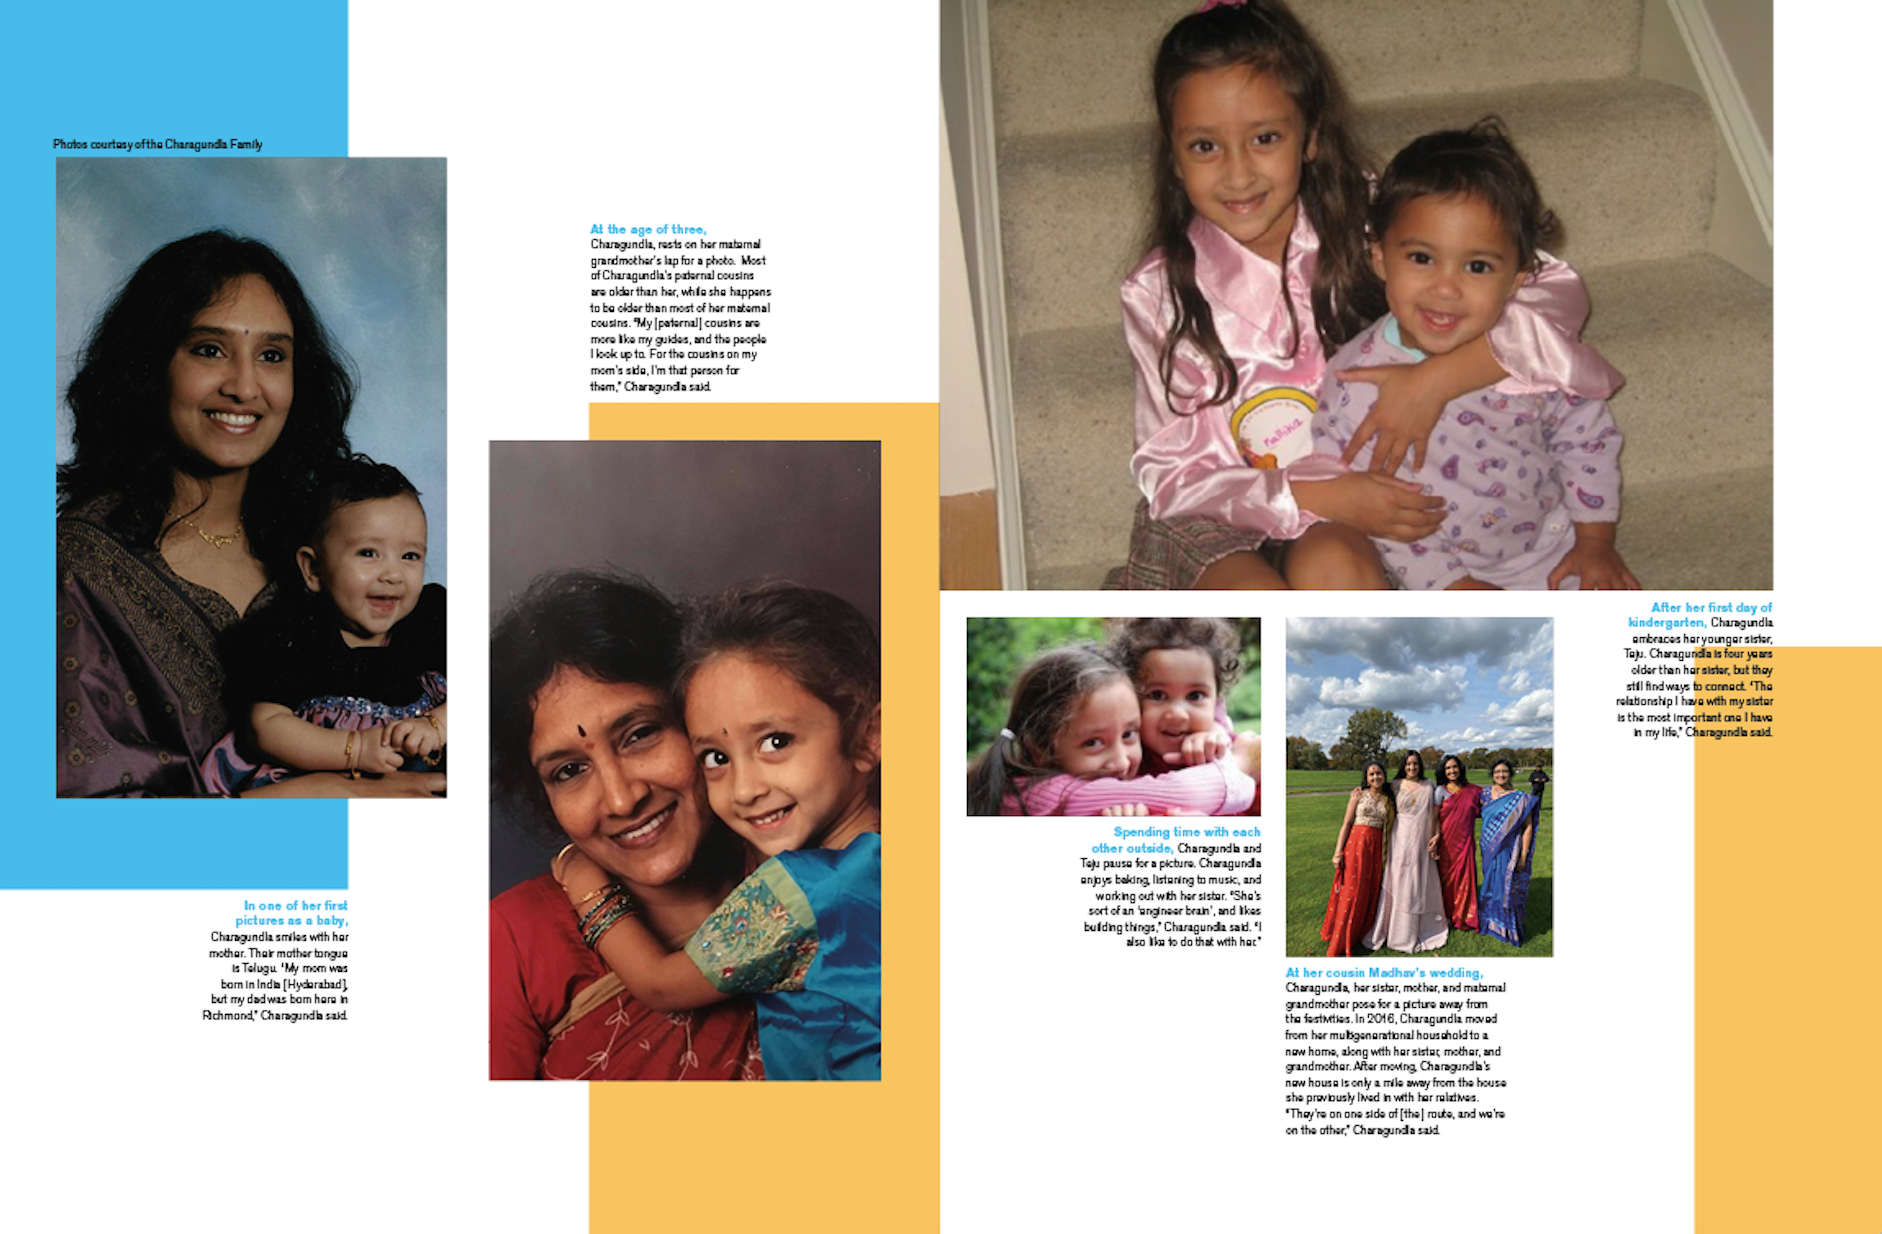 Photos courtesy of the Charagundla Family
At the age of three,
Charagundla, rests on her maternal
grandmother's lap for a photo. Most
of Charagundla's paternal cousins
are older than her, while she happens
to be older than most of her maternal
cousins. "My [paternal] cousins are
more like my guides, and the people
I look up to. For the cousins on my
mom's side, I'm that person for
them," Charagundla said.
In one of her first
pictures as a baby,
Charagundla smiles with her
mother. Their mother tongue
is Telugu. "My mom was
born in India [Hyderabad],
but my dad was born here in
Richmond," Charagundla said.
nallika
After her first day of
kindergarten, Charagundla
embraces her younger sister,
Teju. Charagundla is four years
older than her sister, but they
still find ways to connect. "The
relationship I have with my sister
is the most important one I have
in my life," Charagundla said.
Spending time with each
other outside, Charagundla and
Teju pause for a picture. Charagundla
enjoys baking, listening to music, and
working out with her sister. "She's
sort of an 'engineer brain', and likes
building things," Charagundla said. "I
also like to do that with her."
At her cousin Madhav's wedding,
Charagundla, her sister, mother, and maternal
grandmother pose for a picture away from
the festivities. In 2016, Charagundla moved
from her multigenerational household to a
new home, along with her sister, mother, and
grandmother. After moving, Charagundla's
new house is only a mile away from the house
she previously lived in with her relatives.
"They're on one side of [the] route, and we're
on the other," Charagundla said.